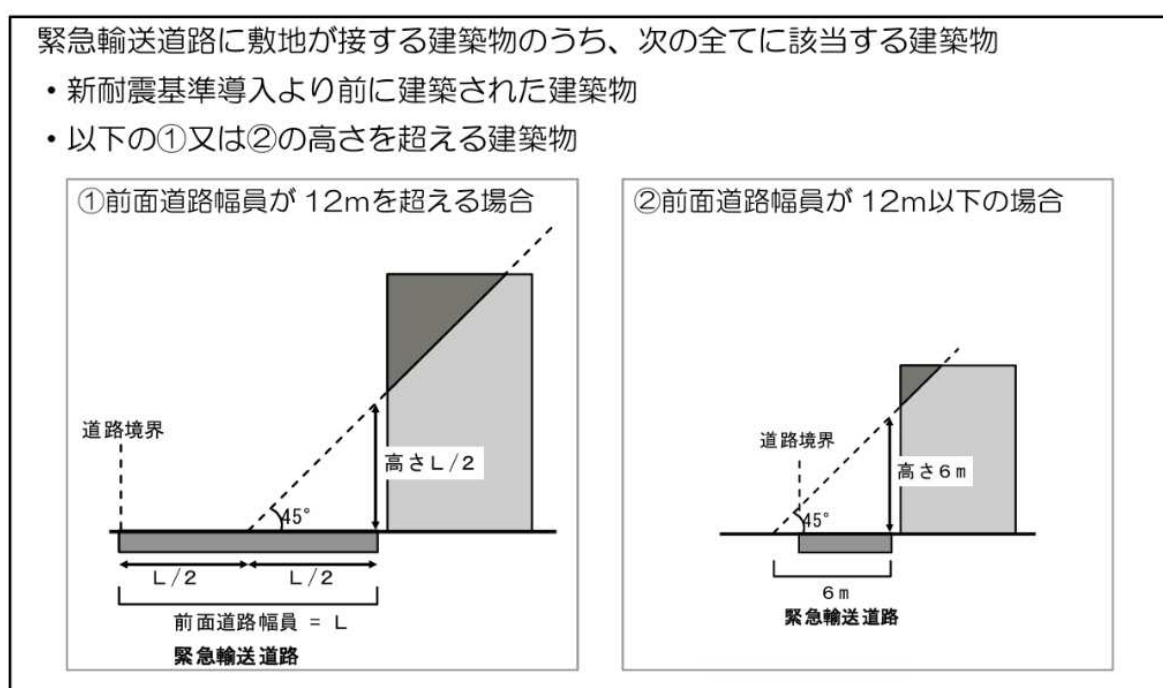 緊急輸送道路に敷地が接する建築物のうち、次の全てに該当する建築物
・新耐震基準導入より前に建築された建築物
・以下の①又は②の高さを超える建築物
①前面道路幅員が 12mを超える場合
道路境界
高さL/2
45°
L/2
L/2
前面道路幅員 = L
緊急輸送道路
②前面道路幅員が 12m以下の場合
道路境界
高さ6m
45°
6m
緊急輸送道路